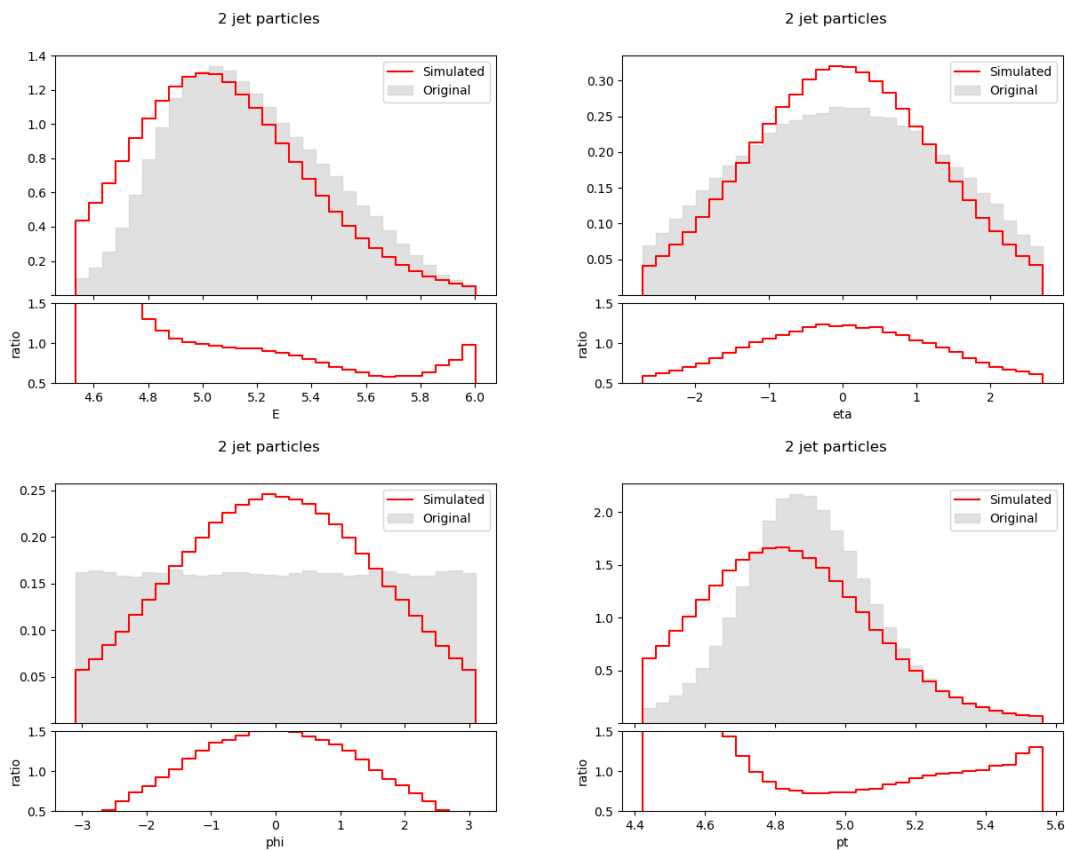 2 jet particles
1.4
1.2
1.0
0.8
0.6
0.4
0.2
Simulated
Original
1.5
1.0
0.5
ratio
4.6 4.8 5.0 5.2 5.4 5.6 5.8 6.0
E
2 jet particles
0.30
0.25
0.20
0.15
0.10
0.05
Simulated
Original
1.5
1.0
0.5
ratio
−2 −1 0 1 2
eta
2 jet particles
0.25
0.20
0.15
0.10
0.05
Simulated
Original
1.5
1.0
0.5
ratio
−3 −2 −1 0 1 2 3
phi
2 jet particles
2.0
1.5
1.0
0.5
Simulated
Original
1.5
1.0
0.5
ratio
4.4 4.6 4.8 5.0 5.2 5.4 5.6
pt